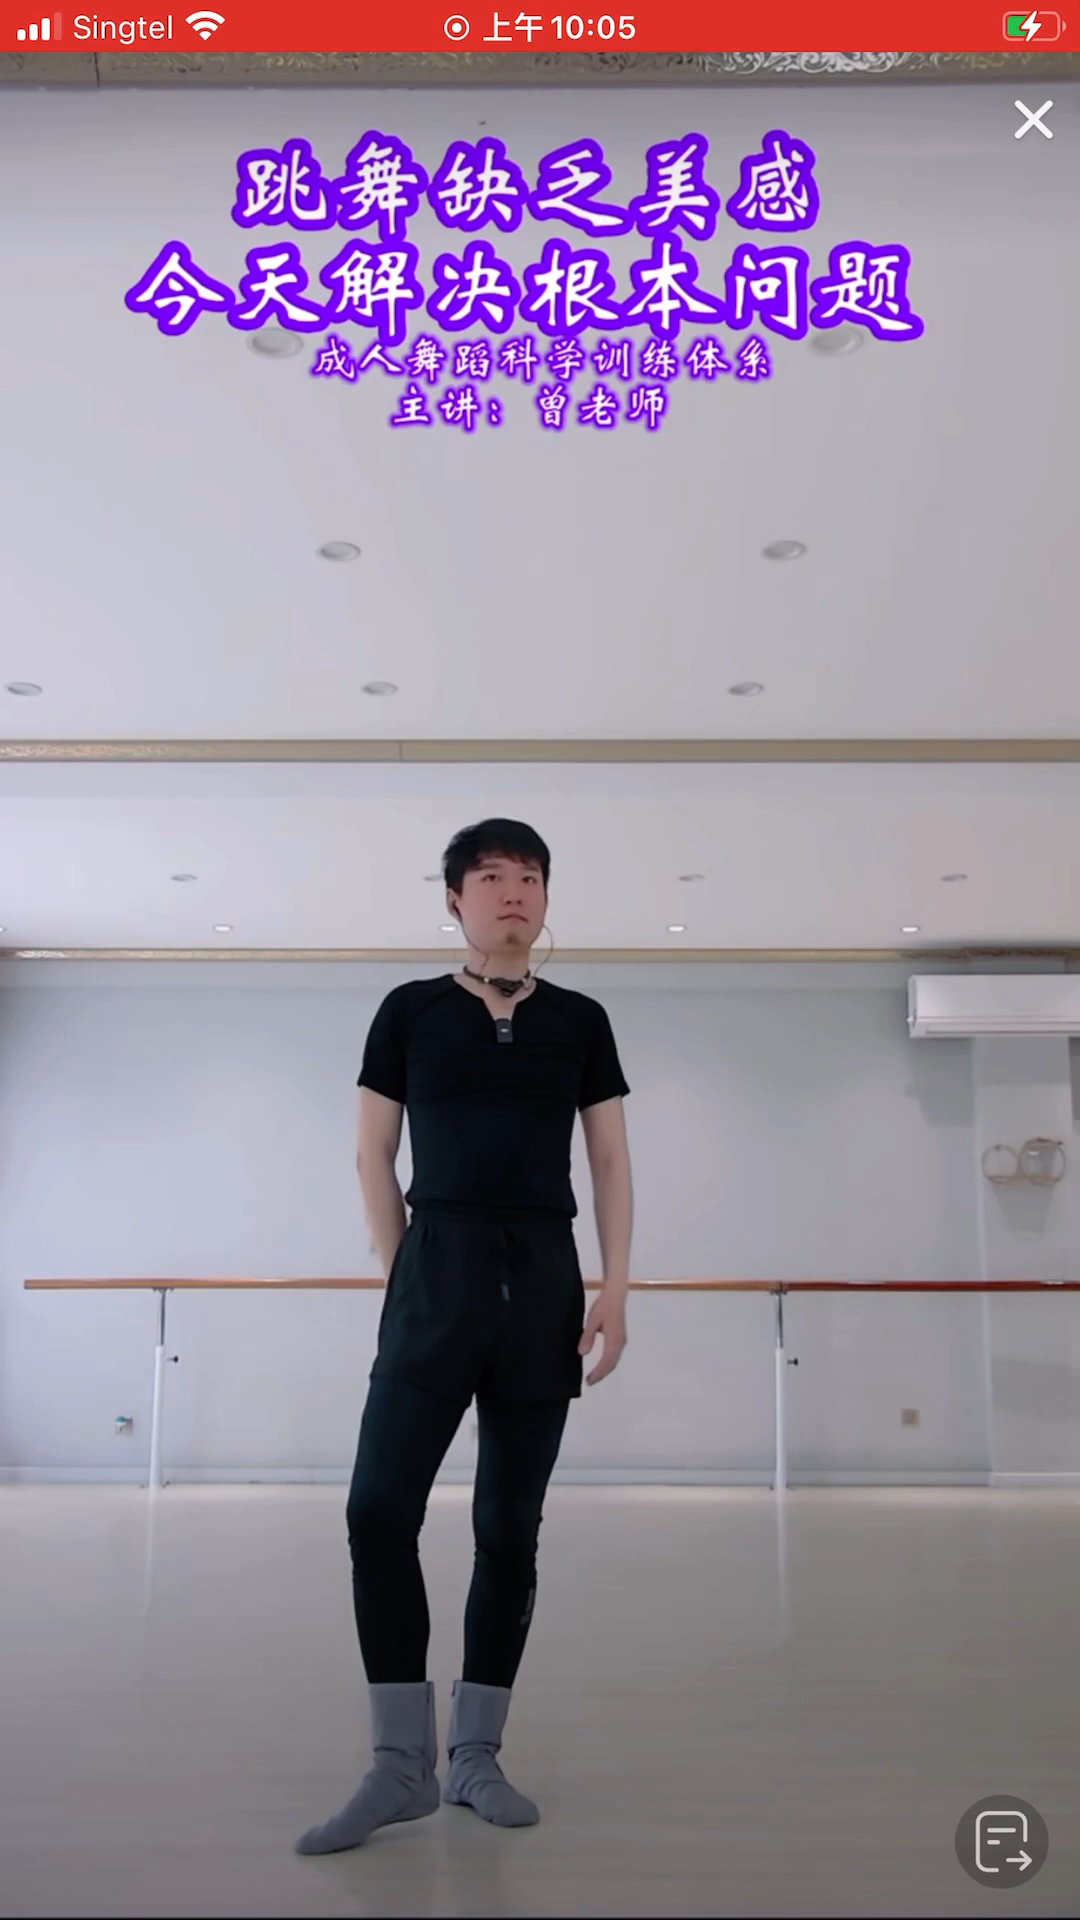 Singtel
上午10:05
跳舞缺乏美感
今天解决根本问题
成人舞蹈科学训练体系
主讲：曾老师